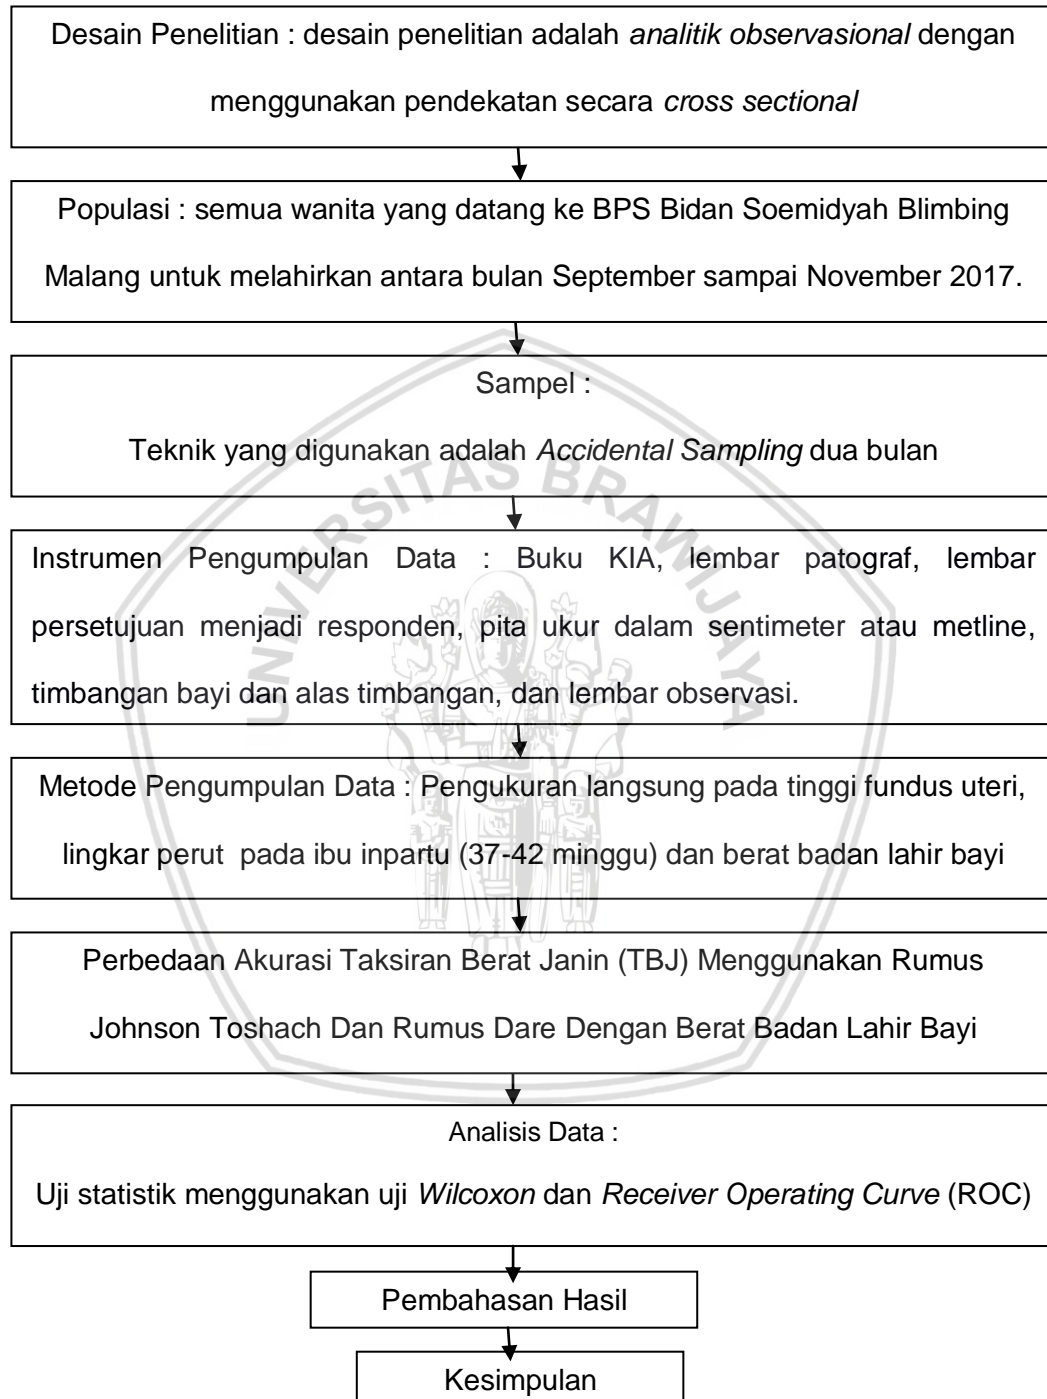 Desain Penelitian : desain penelitian adalah analitik observasional dengan
menggunakan pendekatan secara cross sectional
Populasi : semua wanita yang datang ke BPS Bidan Soemidyah Blimbing
Malang untuk melahirkan antara bulan September sampai November 2017.
Sampel :
Teknik yang digunakan adalah Accidental Sampling dua bulan
UNIVERSITAS BRAWIJAYA
Instrumen Pengumpulan Data : Buku KIA, lembar patograf, lembar
persetujuan menjadi responden, pita ukur dalam sentimeter atau metline,
timbangan bayi dan alas timbangan, dan lembar observasi.
Metode Pengumpulan Data : Pengukuran langsung pada tinggi fundus uteri,
lingkar perut pada ibu inpartu (37-42 minggu) dan berat badan lahir bayi
Perbedaan Akurasi Taksiran Berat Janin (TBJ) Menggunakan Rumus
Johnson Toshach Dan Rumus Dare Dengan Berat Badan Lahir Bayi
Analisis Data :
Uji statistik menggunakan uji Wilcoxon dan Receiver Operating Curve (ROC)
Pembahasan Hasil
Kesimpulan